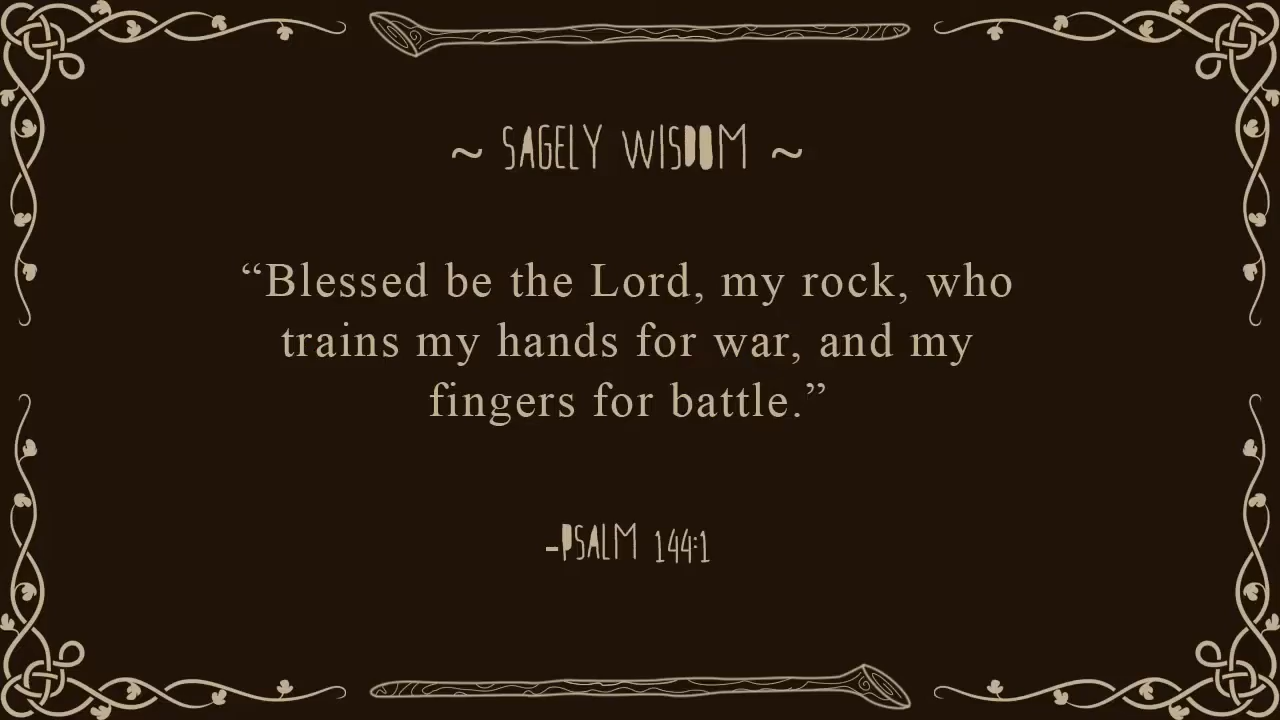 ~ SAGELY WISDOM ~
“Blessed be the Lord, my rock, who
trains my hands for war, and my
fingers for battle.”
-PSALM 144:1